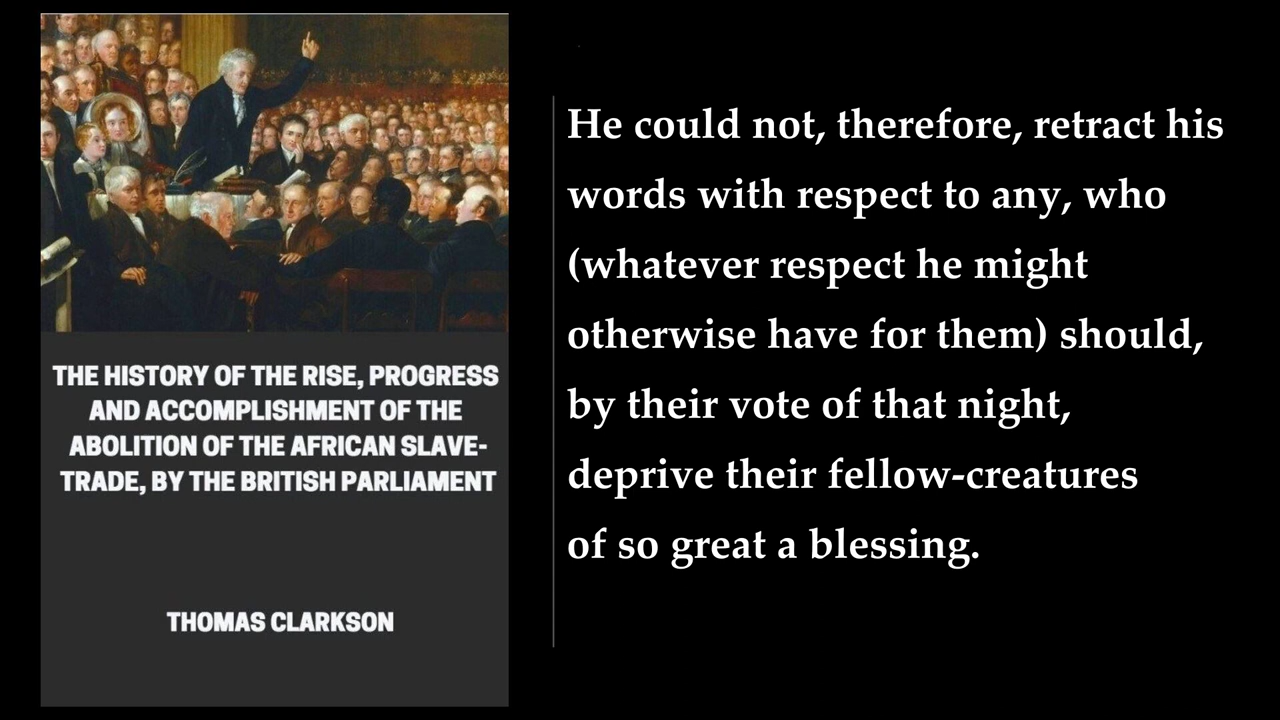 THE HISTORY OF THE RISE, PROGRESS
AND ACCOMPLISHMENT OF THE
ABOLITION OF THE AFRICAN SLAVE-
TRADE, BY THE BRITISH PARLIAMENT
THOMAS CLARKSON
He could not, therefore, retract his
words with respect to any, who
(whatever respect he might
otherwise have for them) should,
by their vote of that night,
deprive their fellow-creatures
of so great a blessing.